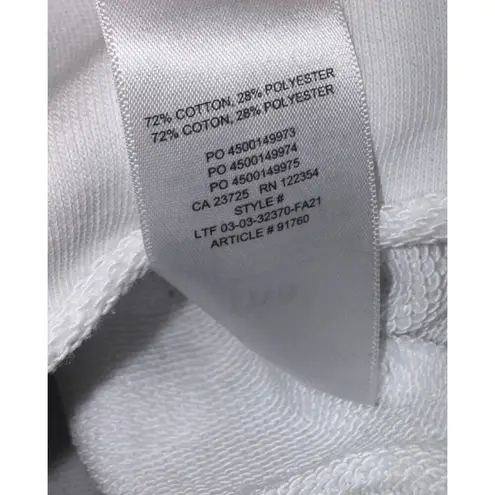 72% COTTON, 28% POLYESTER
72% COTON, 28% POLYESTER
PO 4500149973
PO 4500149974
PO 4500149975
CA 23725 RN 122354
STYLE #
LTF 03-03-32370-FA21
ARTICLE # 91760